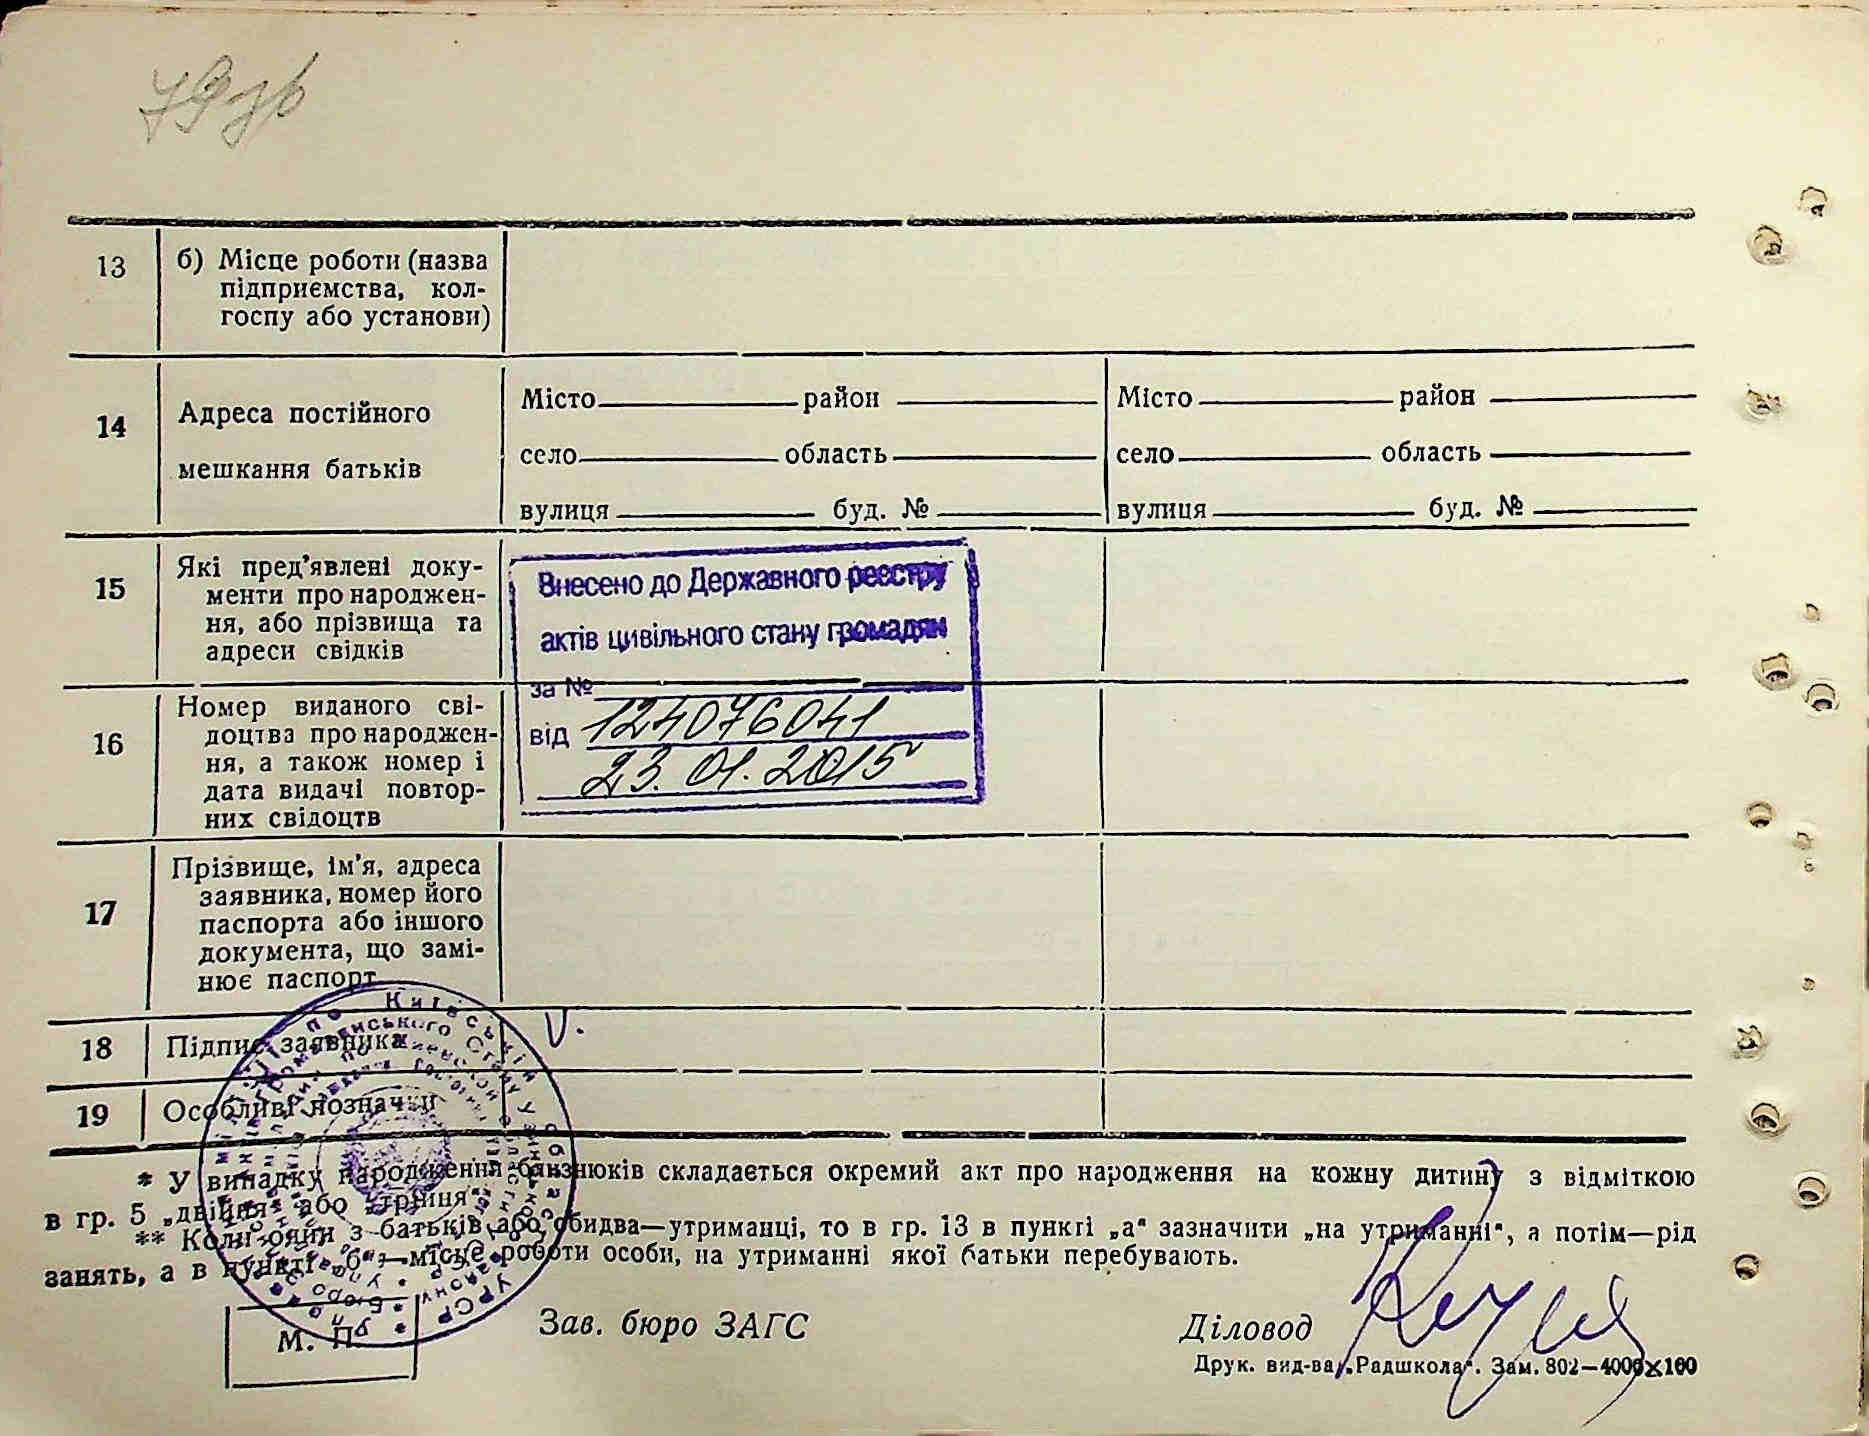 13
б) Місце роботи (назва
підприємства, кол-
госпу або установи)
14
Адреса постійного
мешкання батьків
Місто район
село область
вулиця буд. №
Місто район
село область
вулиця буд. №
15
Які пред'явлені доку-
менти про народжен-
ня, або прізвища та
адреси свідків
Внесено до Державного реєстру
актів цивільного стану громадян
за №
від 124076041
23.01.2015
16
Номер виданого сві-
доцтва про народжен-
ня, а також номер і
дата видачі повтор-
них свідоцтв
17
Прізвище, ім'я, адреса
заявника, номер його
паспорта або іншого
документа, що замі-
нює паспорт
18
Підпис заявника
19
Особливі позначки
* У випадку народження близнюків складається окремий акт про народження на кожну дитину з відміткою
в гр. 5 „двійня“ або „трійня“.
** Коли один з батьків або обидва—утриманці, то в гр. 13 в пункті „а“ зазначити „на утриманні“, а потім—рід
занять, а в пункті „б“—місце роботи особи, на утриманні якої батьки перебувають.
М. П.
Зав. бюро ЗАГС
Діловод
Друк. вид-ва „Радшкола“. Зам. 802—4000×100